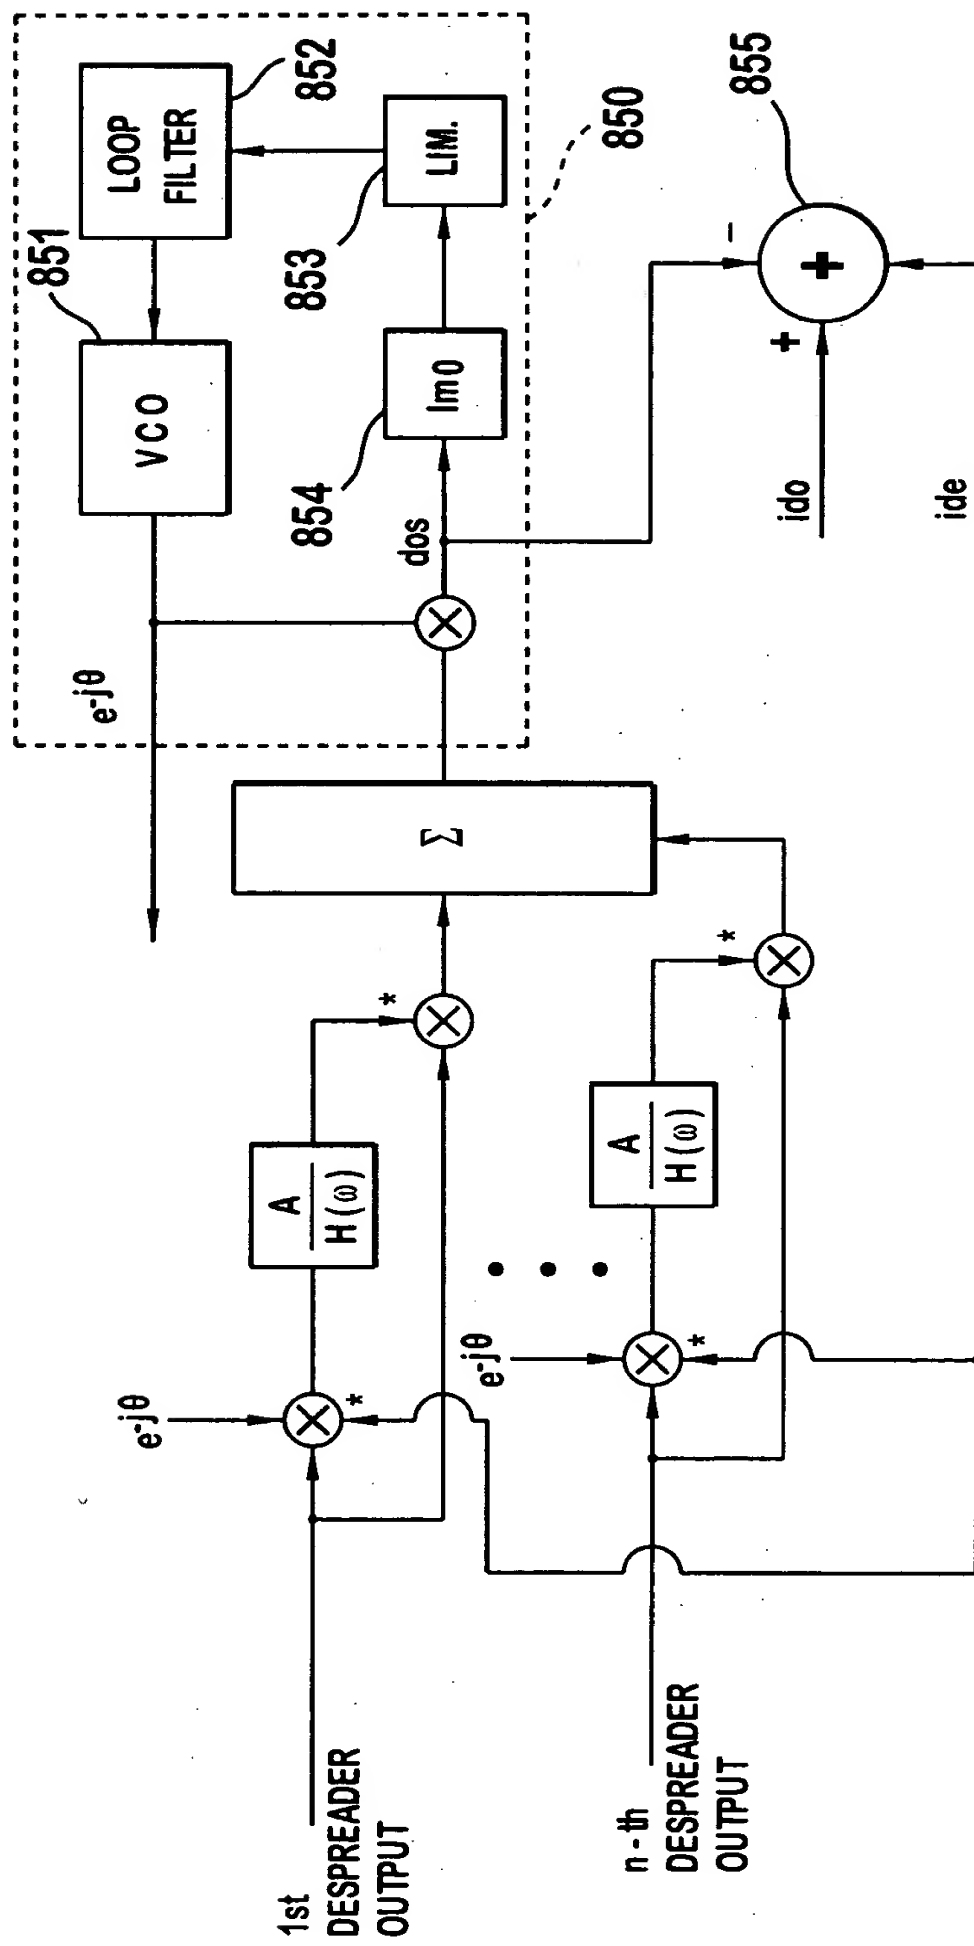 1st
DESPREADER
OUTPUT
n-th
DESPREADER
OUTPUT
e-jθ
*
A
H(ω)
*
e-jθ
*
A
H(ω)
*
Σ
e-jθ
dos
VCO
851
LOOP
FILTER
852
LIM.
853
Im0
854
850
855
+
-
+
ido
ide